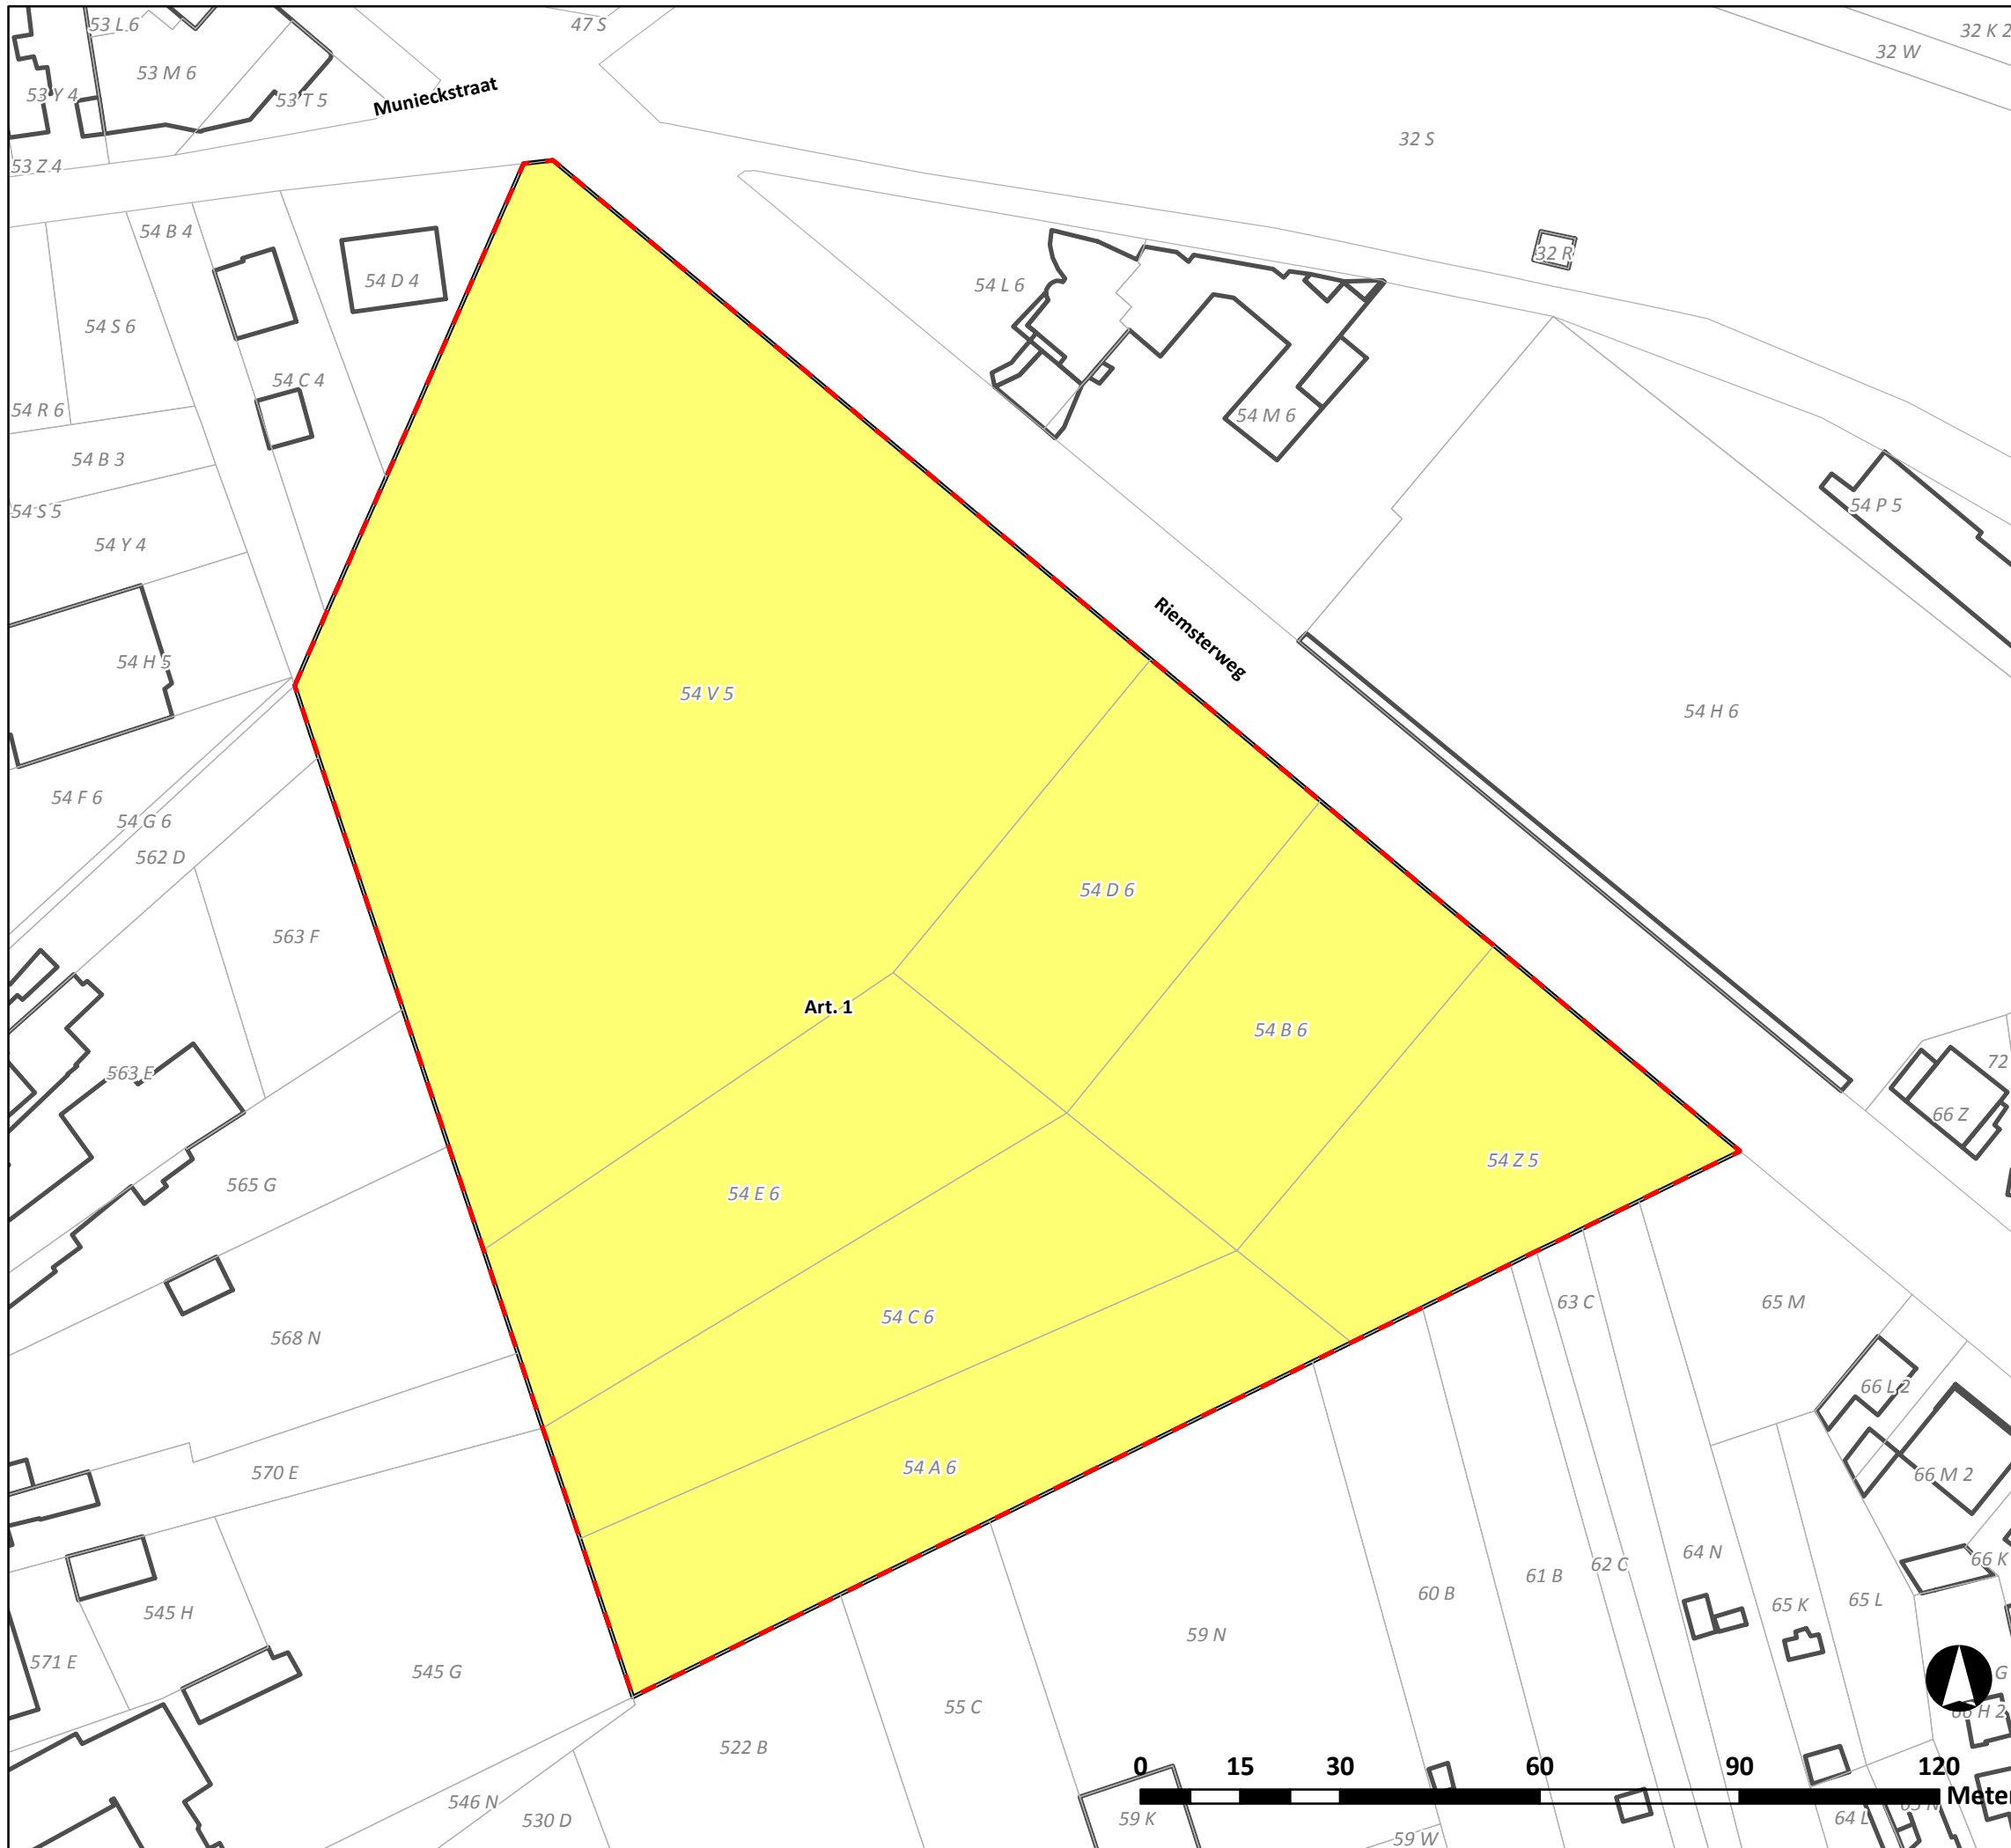 53 L 6
47 S
32 K 2
32 W
53 M 6
53 Y 4
53 T 5
Munieckstraat
32 S
53 Z 4
54 B 4
32 R
54 D 4
54 L 6
54 S 6
54 C 4
54 R 6
54 M 6
54 B 3
54 S 5
54 P 5
54 Y 4
Riemsterweg
54 H 5
54 V 5
54 H 6
54 F 6
54 G 6
562 D
54 D 6
563 F
Art. 1
54 B 6
563 E
72
66 Z
54 Z 5
565 G
54 E 6
63 C
65 M
54 C 6
568 N
66 L 2
54 A 6
570 E
66 M 2
64 N
62 C
66 K
61 B
60 B
65 L
65 K
545 H
59 N
571 E
545 G
G
55 C
66 H 2
522 B
0 15 30 60 90 120
Meter
546 N
530 D
59 K
64 L
59 W